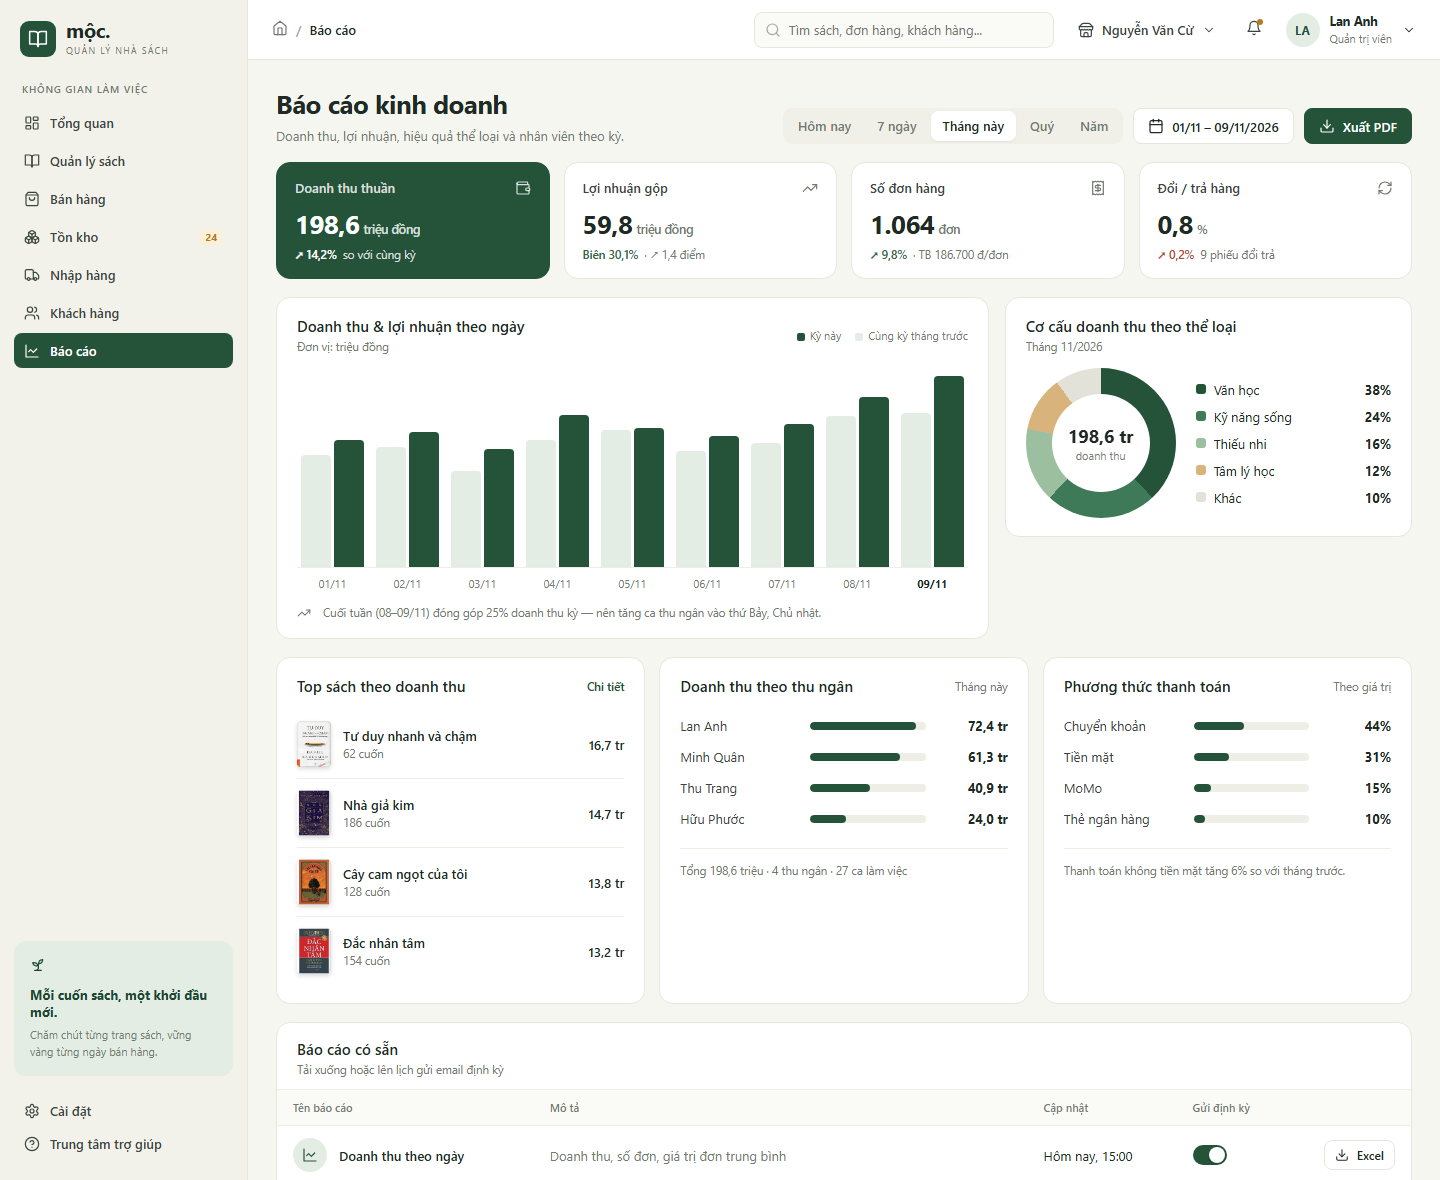 mộc.
QUẢN LÝ NHÀ SÁCH
KHÔNG GIAN LÀM VIỆC
Tổng quan
Quản lý sách
Bán hàng
Tồn kho 24
Nhập hàng
Khách hàng
Báo cáo
Mỗi cuốn sách, một khởi đầu
mới.
Chăm chút từng trang sách, vững
vàng từng ngày bán hàng.
Cài đặt
Trung tâm trợ giúp
/ Báo cáo
Tìm sách, đơn hàng, khách hàng...
Nguyễn Văn Cừ
LA
Lan Anh
Quản trị viên
Báo cáo kinh doanh
Doanh thu, lợi nhuận, hiệu quả thể loại và nhân viên theo kỳ.
Hôm nay 7 ngày Tháng này Quý Năm
01/11 – 09/11/2026
Xuất PDF
Doanh thu thuần
198,6 triệu đồng
↗ 14,2% so với cùng kỳ
Lợi nhuận gộp
59,8 triệu đồng
Biên 30,1% · ↗ 1,4 điểm
Số đơn hàng
1.064 đơn
↗ 9,8% · TB 186.700 đ/đơn
Đổi / trả hàng
0,8 %
↗ 0,2% 9 phiếu đổi trả
Doanh thu & lợi nhuận theo ngày
Đơn vị: triệu đồng
Kỳ này Cùng kỳ tháng trước
01/11 02/11 03/11 04/11 05/11 06/11 07/11 08/11 09/11
Cuối tuần (08–09/11) đóng góp 25% doanh thu kỳ — nên tăng ca thu ngân vào thứ Bảy, Chủ nhật.
Cơ cấu doanh thu theo thể loại
Tháng 11/2026
198,6 tr
doanh thu
Văn học 38%
Kỹ năng sống 24%
Thiếu nhi 16%
Tâm lý học 12%
Khác 10%
Top sách theo doanh thu Chi tiết
Tư duy nhanh và chậm
62 cuốn
16,7 tr
Nhà giả kim
186 cuốn
14,7 tr
Cây cam ngọt của tôi
128 cuốn
13,8 tr
ĐẮC
NHÂN
TÂM
Đắc nhân tâm
154 cuốn
13,2 tr
Doanh thu theo thu ngân Tháng này
Lan Anh 72,4 tr
Minh Quân 61,3 tr
Thu Trang 40,9 tr
Hữu Phước 24,0 tr
Tổng 198,6 triệu · 4 thu ngân · 27 ca làm việc
Phương thức thanh toán Theo giá trị
Chuyển khoản 44%
Tiền mặt 31%
MoMo 15%
Thẻ ngân hàng 10%
Thanh toán không tiền mặt tăng 6% so với tháng trước.
Báo cáo có sẵn
Tải xuống hoặc lên lịch gửi email định kỳ
Tên báo cáo Mô tả Cập nhật Gửi định kỳ
Doanh thu theo ngày Doanh thu, số đơn, giá trị đơn trung bình Hôm nay, 15:00 Excel